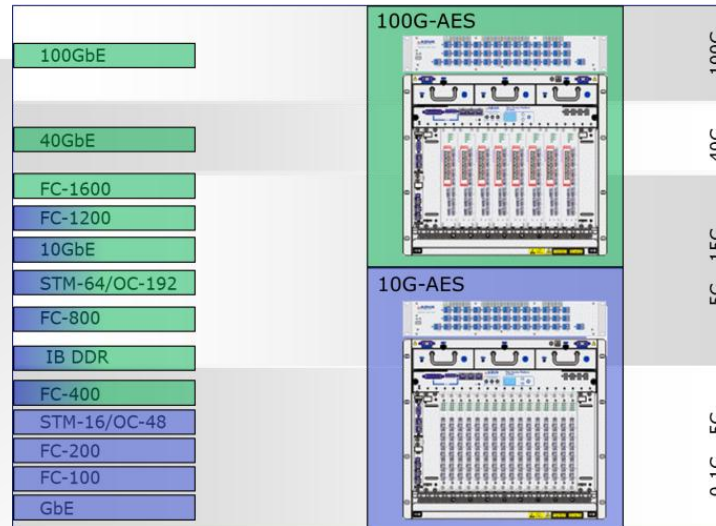 100G-AES
100GbE
40GbE
FC-1600
FC-1200
10GbE
STM-64/OC-192
FC-800
IB DDR
FC-400
STM-16/OC-48
FC-200
FC-100
GbE
10G-AES